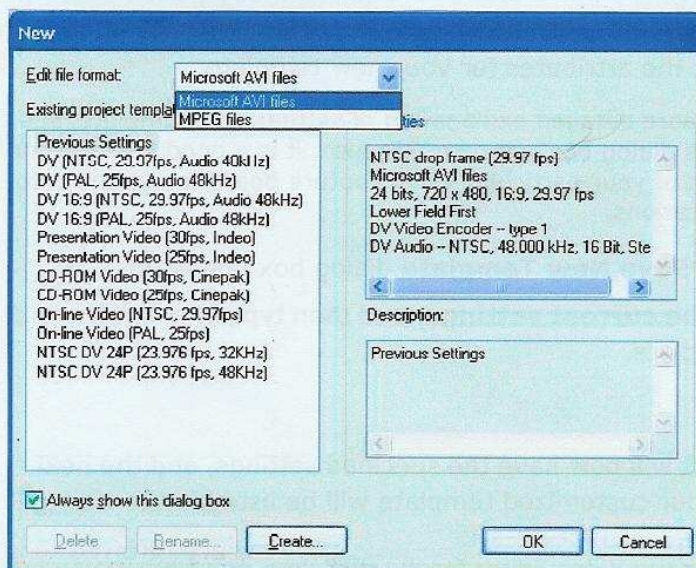 New
Edit file format:
Microsoft AVI files
Microsoft AVI files
MPEG files
Existing project templa
ties
Previous Settings
DV (NTSC, 29.97fps, Audio 48kHz)
DV (PAL, 25fps, Audio 48kHz)
DV 16:9 (NTSC, 29.97fps, Audio 48kHz)
DV 16:9 (PAL, 25fps, Audio 48kHz)
Presentation Video (30fps, Indeo)
Presentation Video (25fps, Indeo)
CD-ROM Video (30fps, Cinepak)
CD-ROM Video (25fps, Cinepak)
On-line Video (NTSC, 29.97fps)
On-line Video (PAL, 25fps)
NTSC DV 24P (23.976 fps, 32KHz)
NTSC DV 24P (23.976 fps, 48KHz)
NTSC drop frame (29.97 fps)
Microsoft AVI files
24 bits, 720 x 480, 16:9, 29.97 fps
Lower Field First
DV Video Encoder -- type 1
DV Audio -- NTSC, 48.000 kHz, 16 Bit, Ste
Description:
Previous Settings
Always show this dialog box
Delete
Rename...
Create...
OK
Cancel